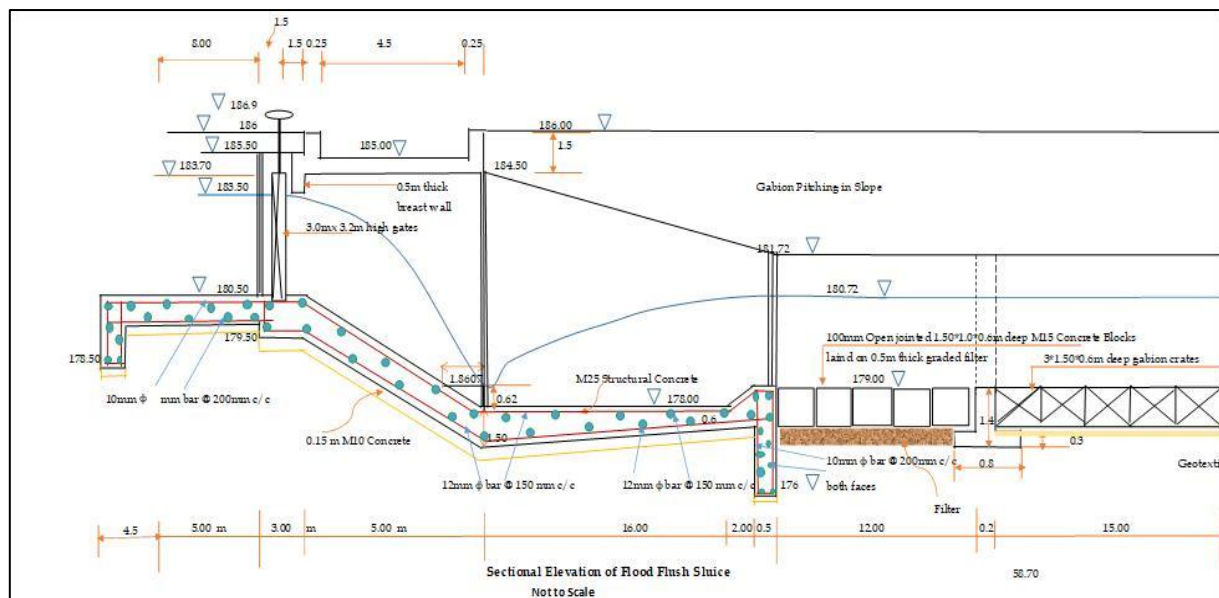 1.5
8.00
1.5
0.25
4.5
0.25
186.9
186
186.00
185.50
185.00
1.5
183.70
184.50
183.50
0.5m thick
breast wall
Gabion Pitching in Slope
3.0mx 3.2m high gates
181.72
180.50
180.72
179.50
100mm Open jointed 1.50*1.0*0.6m deep M15 Concrete Blocks
laind on 0.5m thick graded filter
3*1.50*0.6m deep gabion crates
178.50
1.8607
M25 Structural Concrete
179.00
10mm ϕ mm bar @200mm c/c
0.62
178.00
0.6
1.4
0.15 m M10 Concrete
1.50
0.3
10mm ϕ bar @ 200mm c/c
both faces
12mm ϕ bar @ 150 mm c/c
12mm ϕ bar @ 150 mm c/c
176
0.8
Geotexti
Filter
4.5
5.00 m
3.00 m
5.00
16.00
2.00
0.5
12.00
0.2
15.00
Sectional Elevation of Flood Flush Sluice
58.70
Not to Scale